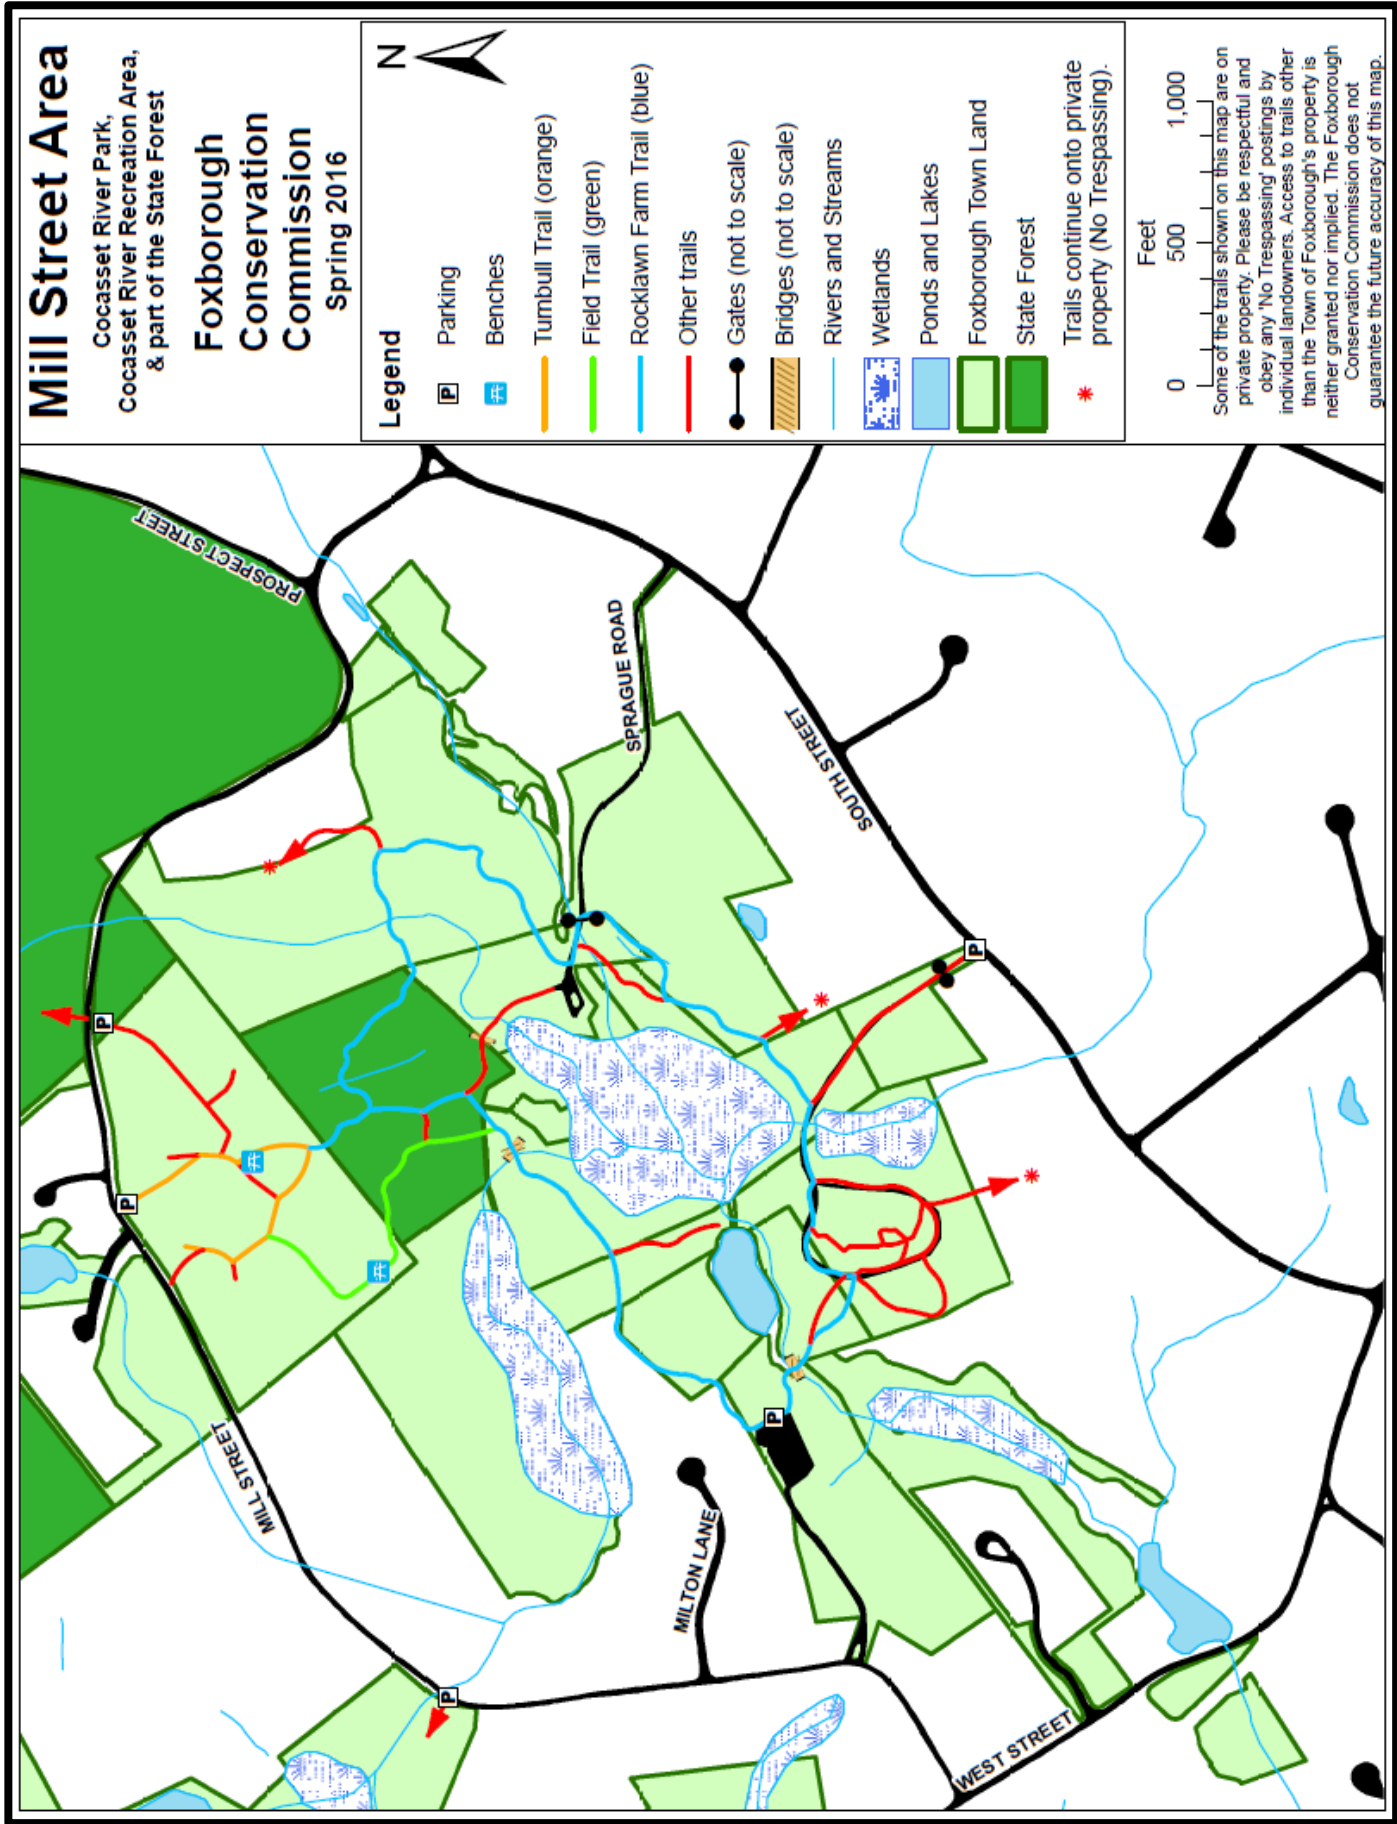 Mill Street Area
Cocasset River Park,
Cocasset River Recreation Area,
& part of the State Forest
Foxborough
Conservation
Commission
Spring 2016
N
Legend
P Parking
Benches
Turnbull Trail (orange)
Field Trail (green)
Rocklawn Farm Trail (blue)
Other trails
Gates (not to scale)
Bridges (not to scale)
Rivers and Streams
Wetlands
Ponds and Lakes
Foxborough Town Land
State Forest
* Trails continue onto private
property (No Trespassing).
Feet
0 500 1,000
Some of the trails shown on this map are on
private property. Please be respectful and
obey any 'No Trespassing' postings by
individual landowners. Access to trails other
than the Town of Foxborough's property is
neither granted nor implied. The Foxborough
Conservation Commission does not
guarantee the future accuracy of this map.
PROSPECT STREET
SPRAGUE ROAD
SOUTH STREET
MILL STREET
MILTON LANE
WEST STREET
P
P
P
P
P
*
*
*